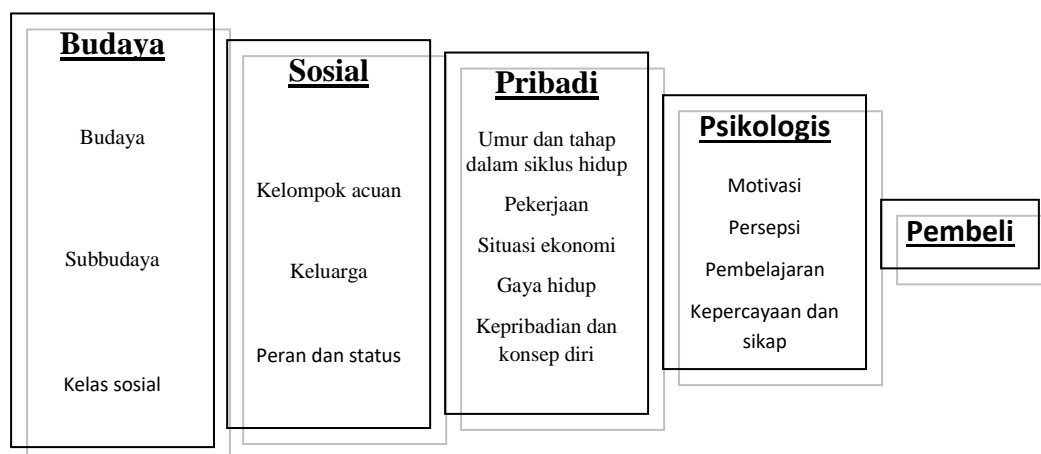 Budaya
Budaya
Subbudaya
Kelas sosial
Sosial
Kelompok acuan
Keluarga
Peran dan status
Pribadi
Umur dan tahap
dalam siklus hidup
Pekerjaan
Situasi ekonomi
Gaya hidup
Kepribadian dan
konsep diri
Psikologis
Motivasi
Persepsi
Pembelajaran
Kepercayaan dan
sikap
Pembeli